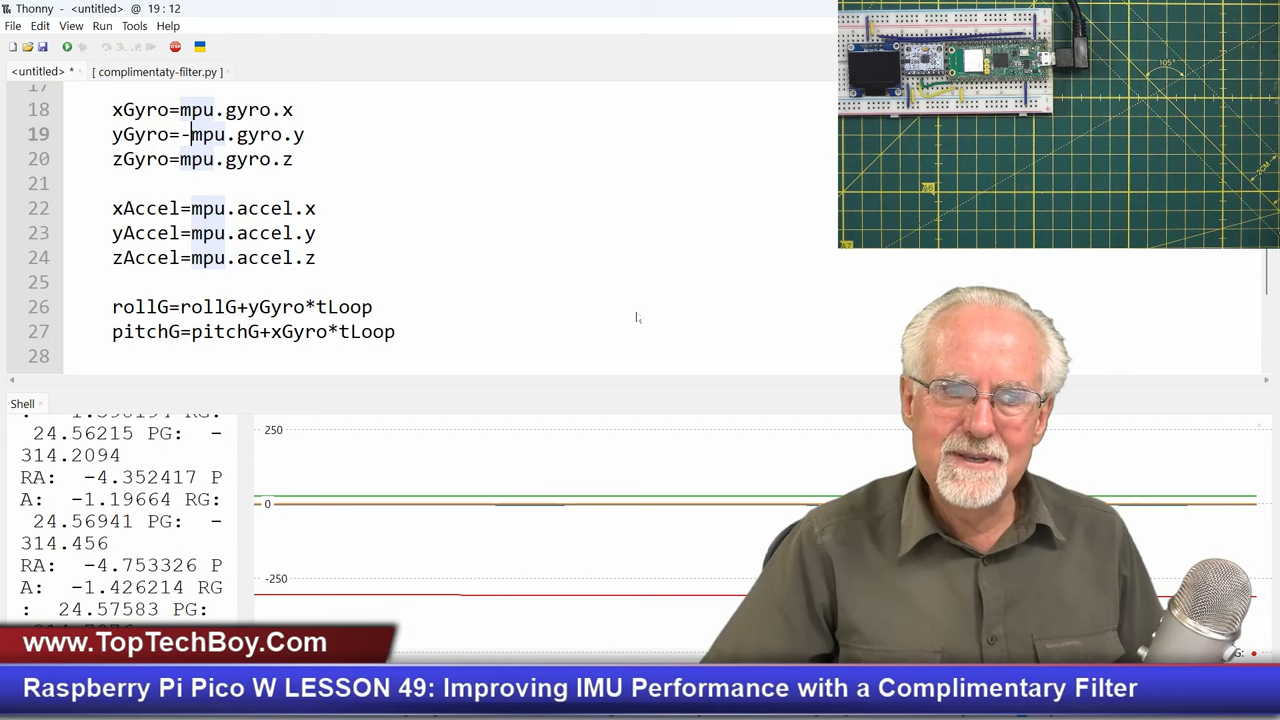 Thonny - <untitled> @ 19 : 12
File Edit View Run Tools Help
<untitled> * [ complimentaty-filter.py ]
17
18 xGyro=mpu.gyro.x
19 yGyro=-mpu.gyro.y
20 zGyro=mpu.gyro.z
21
22 xAccel=mpu.accel.x
23 yAccel=mpu.accel.y
24 zAccel=mpu.accel.z
25
26 rollG=rollG+yGyro*tLoop
27 pitchG=pitchG+xGyro*tLoop
28
Shell
24.56215 PG: -
314.2094
RA: -4.352417 P
A: -1.19664 RG:
24.56941 PG: -
314.456
RA: -4.753326 P
A: -1.426214 RG
: 24.57583 PG:
250
0
-250
G:
105°
A6
www.TopTechBoy.Com
Raspberry Pi Pico W LESSON 49: Improving IMU Performance with a Complimentary Filter